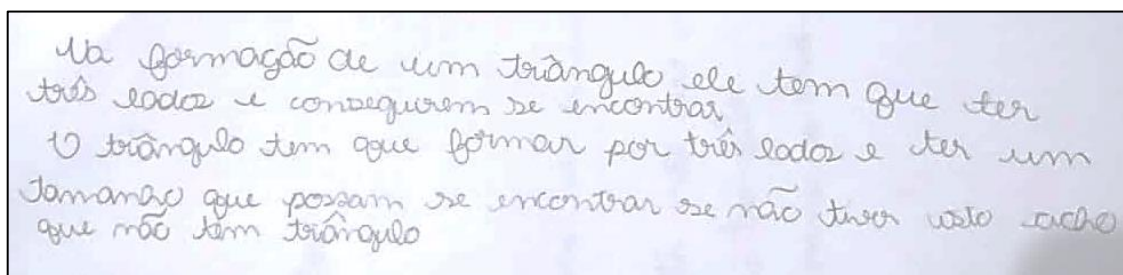 Na formação de um triângulo ele tem que ter
três lados e conseguirem se encontrar
O triângulo tem que formar por três lados e ter um
tamanho que possam se encontrar se não tiver isto acho
que não tem triângulo